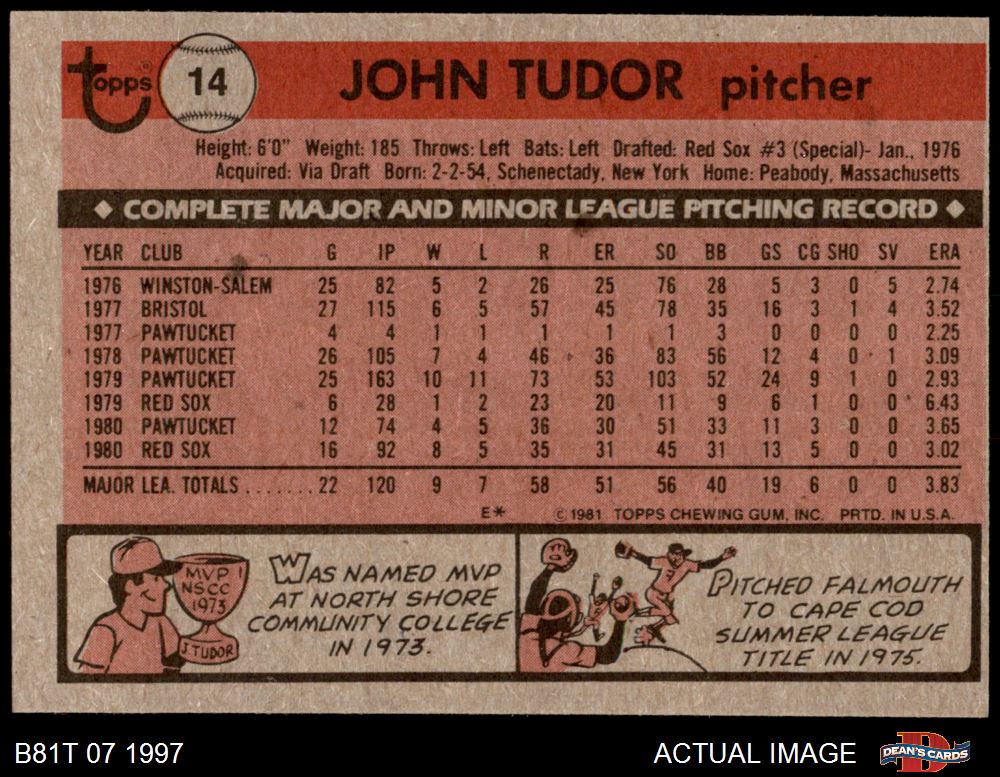 topps® 14 JOHN TUDOR pitcher
Height: 6'0" Weight: 185 Throws: Left Bats: Left Drafted: Red Sox #3 (Special)- Jan., 1976
Acquired: Via Draft Born: 2-2-54, Schenectady, New York Home: Peabody, Massachusetts
◆ COMPLETE MAJOR AND MINOR LEAGUE PITCHING RECORD ◆
YEAR CLUB G IP W L R ER SO BB GS CG SHO SV ERA
1976 WINSTON-SALEM 25 82 5 2 26 25 76 28 5 3 0 5 2.74
1977 BRISTOL 27 115 6 5 57 45 78 35 16 3 1 4 3.52
1977 PAWTUCKET 4 4 1 1 1 1 1 3 0 0 0 0 2.25
1978 PAWTUCKET 26 105 7 4 46 36 83 56 12 4 0 1 3.09
1979 PAWTUCKET 25 163 10 11 73 53 103 52 24 9 1 0 2.93
1979 RED SOX 6 28 1 2 23 20 11 9 6 1 0 0 6.43
1980 PAWTUCKET 12 74 4 5 36 30 51 33 11 3 0 0 3.65
1980 RED SOX 16 92 8 5 35 31 45 31 13 5 0 0 3.02
MAJOR LEA. TOTALS ....... 22 120 9 7 58 51 56 40 19 6 0 0 3.83
E* © 1981 TOPPS CHEWING GUM, INC. PRTD. IN U.S.A.
MVP
NSCC
1973
J. TUDOR
WAS NAMED MVP
AT NORTH SHORE
COMMUNITY COLLEGE
IN 1973.
PITCHED FALMOUTH
TO CAPE COD
SUMMER LEAGUE
TITLE IN 1975.
B81T 07 1997 ACTUAL IMAGE DEAN'S CARDS